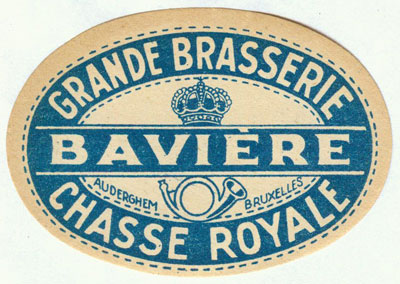 GRANDE BRASSERIE
BAVIÈRE
AUDERGHEM BRUXELLES
CHASSE ROYALE